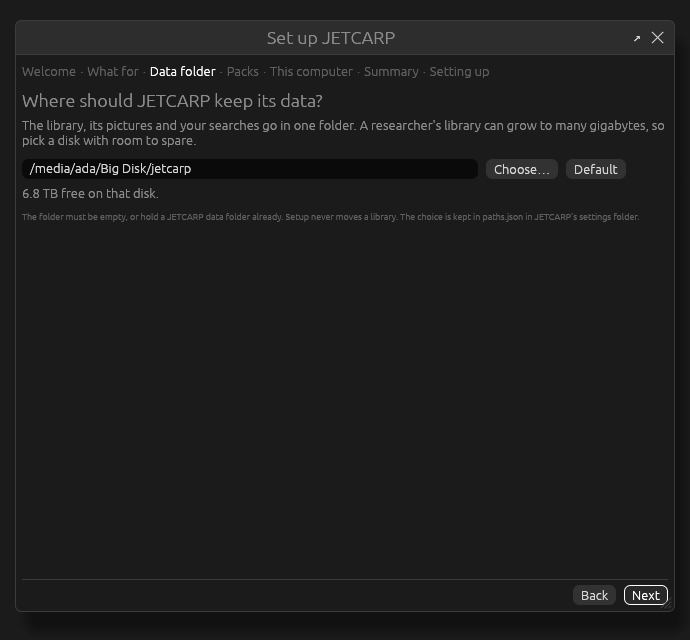 Set up JETCARP
Welcome · What for · Data folder · Packs · This computer · Summary · Setting up
Where should JETCARP keep its data?
The library, its pictures and your searches go in one folder. A researcher's library can grow to many gigabytes, so
pick a disk with room to spare.
/media/ada/Big Disk/jetcarp
Choose...
Default
6.8 TB free on that disk.
The folder must be empty, or hold a JETCARP data folder already. Setup never moves a library. The choice is kept in paths.json in JETCARP's settings folder.
Back
Next